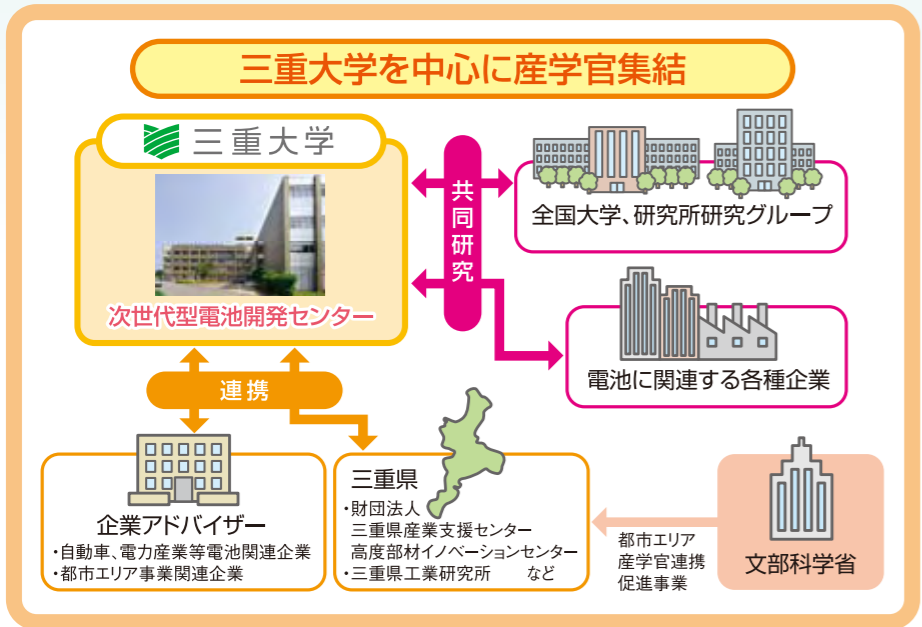 三重大学を中心に産学官集結
三重大学
次世代型電池開発センター
共同研究
全国大学、研究所研究グループ
電池に関連する各種企業
連携
企業アドバイザー
・自動車、電力産業等電池関連企業
・都市エリア事業関連企業
三重県
・財団法人
三重県産業支援センター
高度部材イノベーションセンター
・三重県工業研究所 など
都市エリア
産学官連携
促進事業
文部科学省